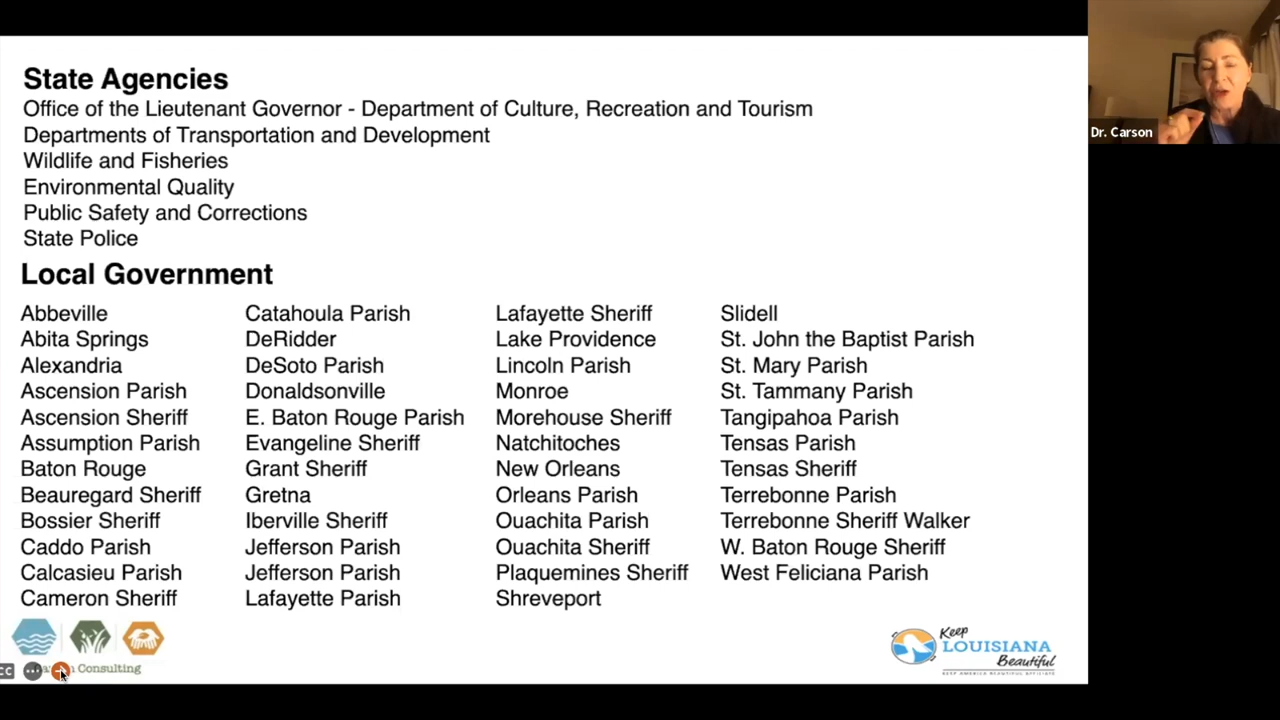 State Agencies
Office of the Lieutenant Governor - Department of Culture, Recreation and Tourism
Departments of Transportation and Development
Wildlife and Fisheries
Environmental Quality
Public Safety and Corrections
State Police
Local Government
Abbeville
Abita Springs
Alexandria
Ascension Parish
Ascension Sheriff
Assumption Parish
Baton Rouge
Beauregard Sheriff
Bossier Sheriff
Caddo Parish
Calcasieu Parish
Cameron Sheriff
Catahoula Parish
DeRidder
DeSoto Parish
Donaldsonville
E. Baton Rouge Parish
Evangeline Sheriff
Grant Sheriff
Gretna
Iberville Sheriff
Jefferson Parish
Jefferson Parish
Lafayette Parish
Lafayette Sheriff
Lake Providence
Lincoln Parish
Monroe
Morehouse Sheriff
Natchitoches
New Orleans
Orleans Parish
Ouachita Parish
Ouachita Sheriff
Plaquemines Sheriff
Shreveport
Slidell
St. John the Baptist Parish
St. Mary Parish
St. Tammany Parish
Tangipahoa Parish
Tensas Parish
Tensas Sheriff
Terrebonne Parish
Terrebonne Sheriff Walker
W. Baton Rouge Sheriff
West Feliciana Parish
Consulting
CC
Keep
LOUISIANA
Beautiful
KEEP AMERICA BEAUTIFUL AFFILIATE
Dr. Carson